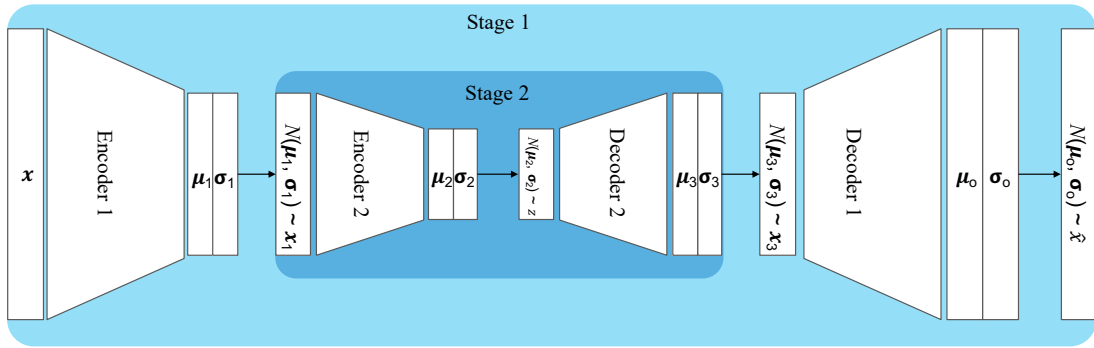 Stage 1
Stage 2
x
Encoder 1
μ₁
σ₁
N(μ₁, σ₁) ~ x₁
Encoder 2
μ₂
σ₂
N(μ₂, σ₂) ~ z
Decoder 2
μ₃
σ₃
N(μ₃, σ₃) ~ x₃
Decoder 1
μₒ
σₒ
N(μₒ, σₒ) ~ x̂